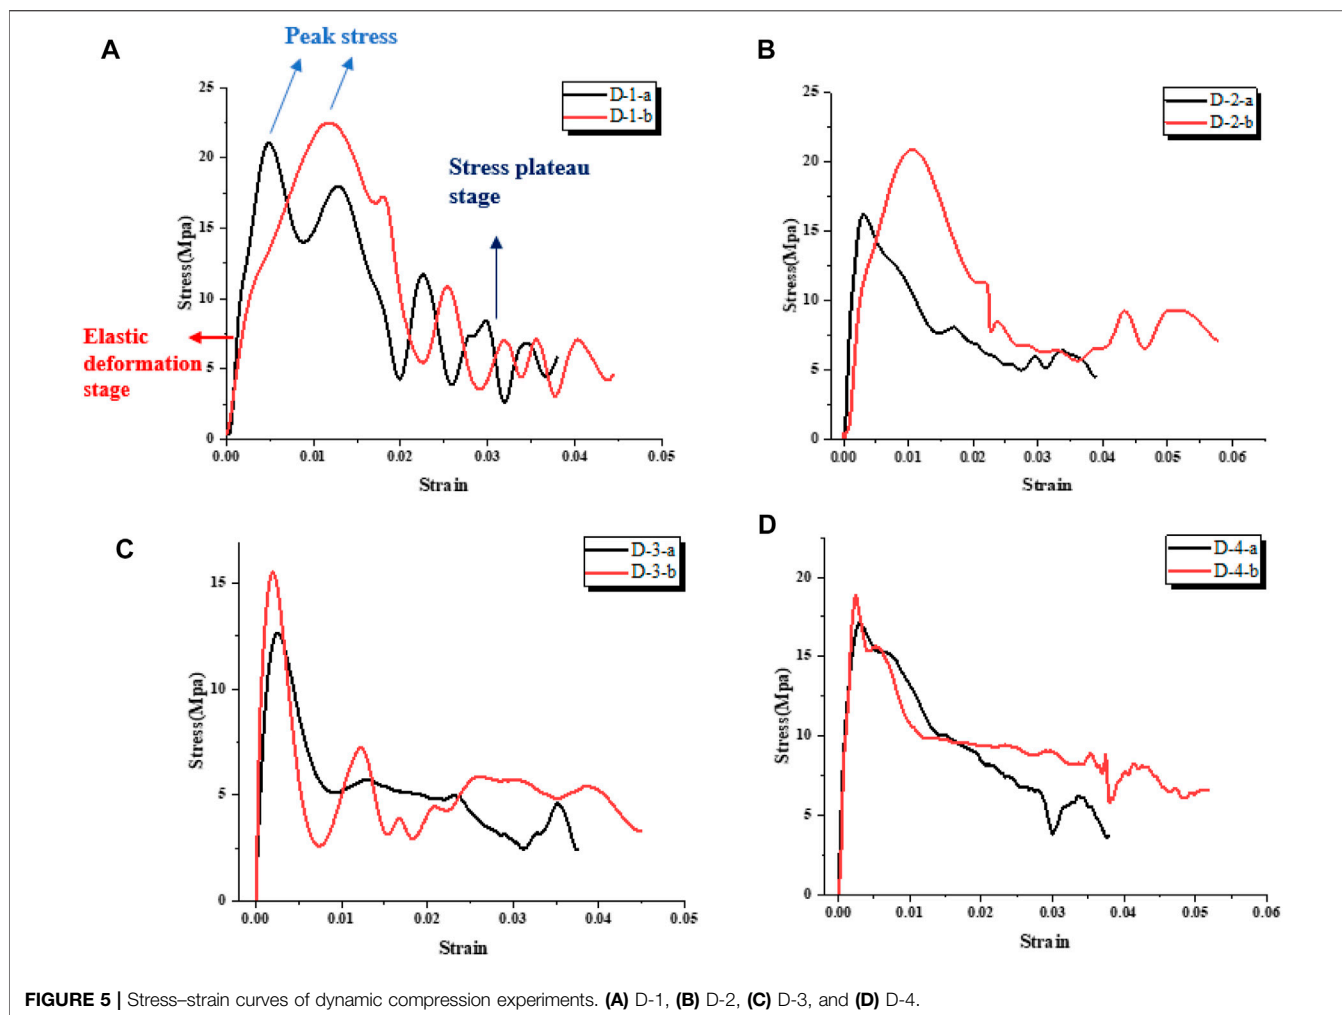 A
Peak stress
D-1-a
D-1-b
Stress plateau
stage
Elastic
deformation
stage
25
20
15
10
5
0
Stress(Mpa)
0.00 0.01 0.02 0.03 0.04 0.05
Strain
B
D-2-a
D-2-b
25
20
15
10
5
0
Stress(Mpa)
0.00 0.01 0.02 0.03 0.04 0.05 0.06
Strain
C
D-3-a
D-3-b
15
10
5
0
Stress(Mpa)
0.00 0.01 0.02 0.03 0.04 0.05
Strain
D
D-4-a
D-4-b
20
15
10
5
0
Stress(Mpa)
0.00 0.01 0.02 0.03 0.04 0.05 0.06
Strain
FIGURE 5 | Stress–strain curves of dynamic compression experiments. (A) D-1, (B) D-2, (C) D-3, and (D) D-4.